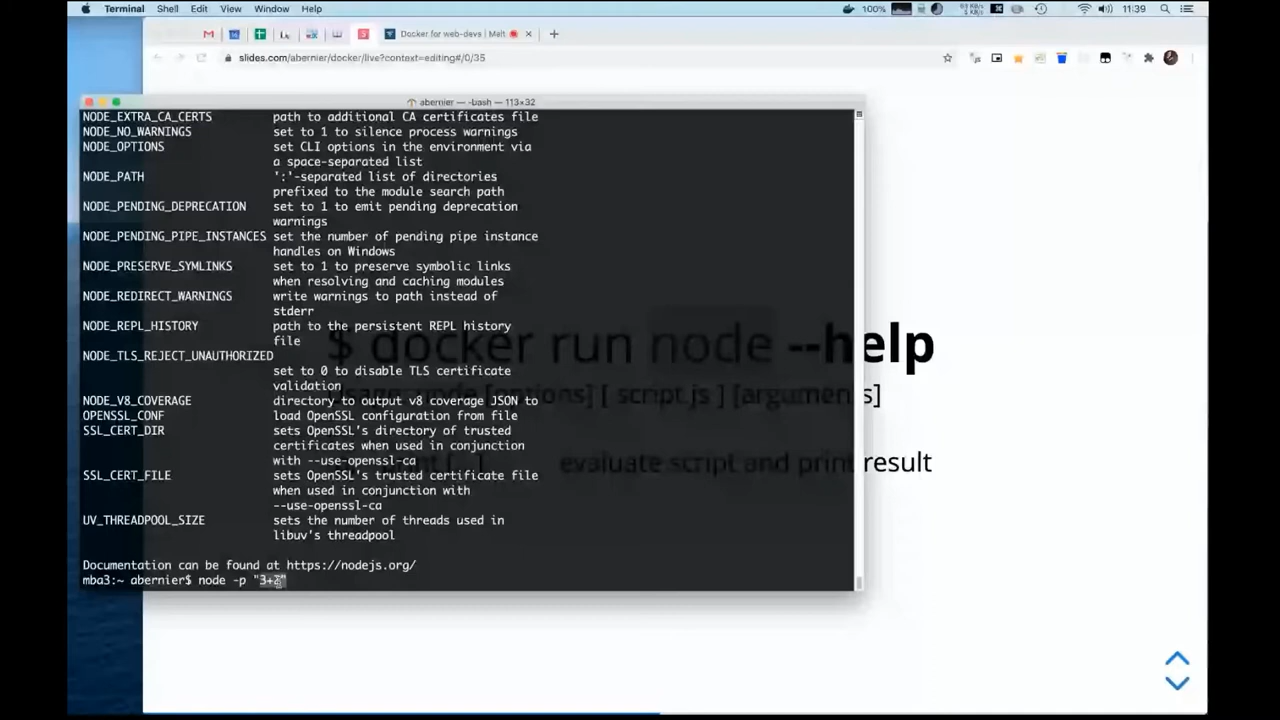 Terminal Shell Edit View Window Help 100% 11:39
Docker for web-devs | Malt
slides.com/abernier/docker/live?context=editing#/0/35
abernier — -bash — 113×32
NODE_EXTRA_CA_CERTS path to additional CA certificates file
NODE_NO_WARNINGS set to 1 to silence process warnings
NODE_OPTIONS set CLI options in the environment via
a space-separated list
NODE_PATH ':'-separated list of directories
prefixed to the module search path
NODE_PENDING_DEPRECATION set to 1 to emit pending deprecation
warnings
NODE_PENDING_PIPE_INSTANCES set the number of pending pipe instance
handles on Windows
NODE_PRESERVE_SYMLINKS set to 1 to preserve symbolic links
when resolving and caching modules
NODE_REDIRECT_WARNINGS write warnings to path instead of
stderr
NODE_REPL_HISTORY path to the persistent REPL history
file
NODE_TLS_REJECT_UNAUTHORIZED
set to 0 to disable TLS certificate
validation
NODE_V8_COVERAGE directory to output v8 coverage JSON to
OPENSSL_CONF load OpenSSL configuration from file
SSL_CERT_DIR sets OpenSSL's directory of trusted
certificates when used in conjunction
with --use-openssl-ca
SSL_CERT_FILE sets OpenSSL's trusted certificate file
when used in conjunction with
--use-openssl-ca
UV_THREADPOOL_SIZE sets the number of threads used in
libuv's threadpool
Documentation can be found at https://nodejs.org/
mba3:~ abernier$ node -p
$ docker run node --help
Usage: node [options] [ script.js ] [arguments]
evaluate script and print result